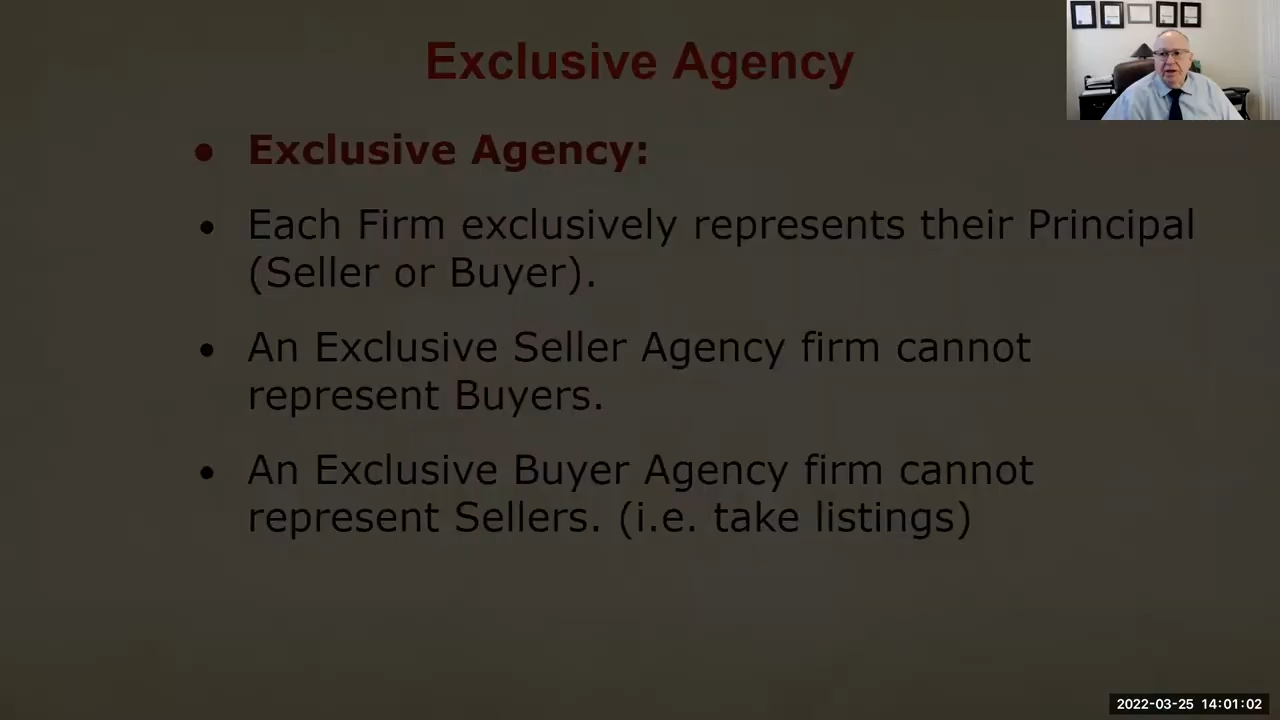 Exclusive Agency
• Exclusive Agency:
• Each Firm exclusively represents their Principal
(Seller or Buyer).
• An Exclusive Seller Agency firm cannot
represent Buyers.
• An Exclusive Buyer Agency firm cannot
represent Sellers. (i.e. take listings)
2022-03-25 14:01:02